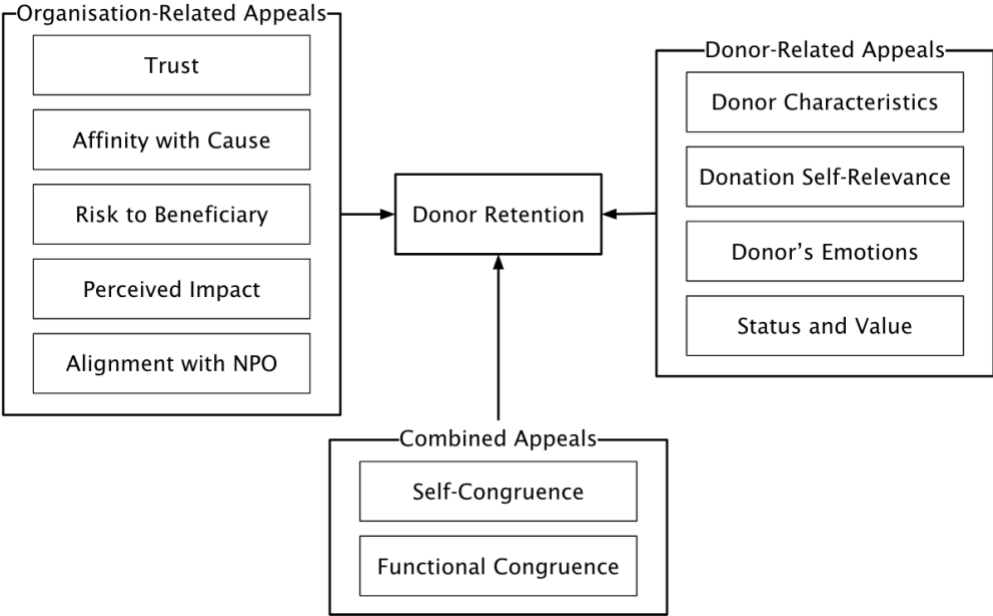 Organisation-Related Appeals
Trust
Affinity with Cause
Risk to Beneficiary
Perceived Impact
Alignment with NPO
Donor Retention
Donor-Related Appeals
Donor Characteristics
Donation Self-Relevance
Donor’s Emotions
Status and Value
Combined Appeals
Self-Congruence
Functional Congruence